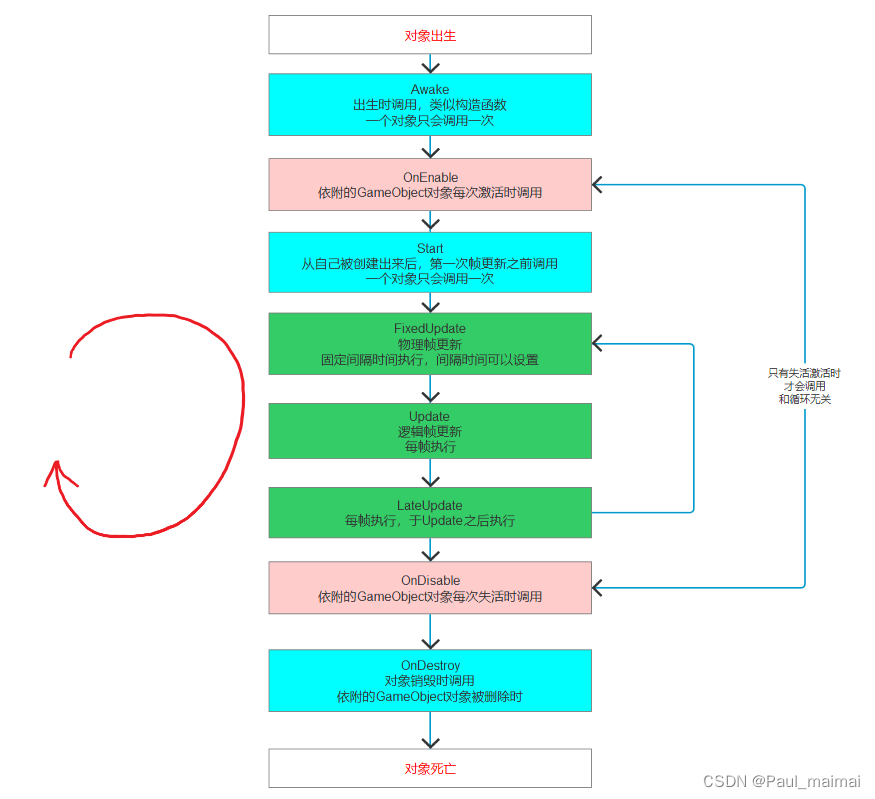 对象出生
Awake
出生时调用，类似构造函数
一个对象只会调用一次
OnEnable
依附的GameObject对象每次激活时调用
Start
从自己被创建出来后，第一次帧更新之前调用
一个对象只会调用一次
FixedUpdate
物理帧更新
固定间隔时间执行，间隔时间可以设置
只有失活激活时
才会调用
和循环无关
Update
逻辑帧更新
每帧执行
LateUpdate
每帧执行，于Update之后执行
OnDisable
依附的GameObject对象每次失活时调用
OnDestroy
对象销毁时调用
依附的GameObject对象被删除时
对象死亡
CSDN @Paul_maimai